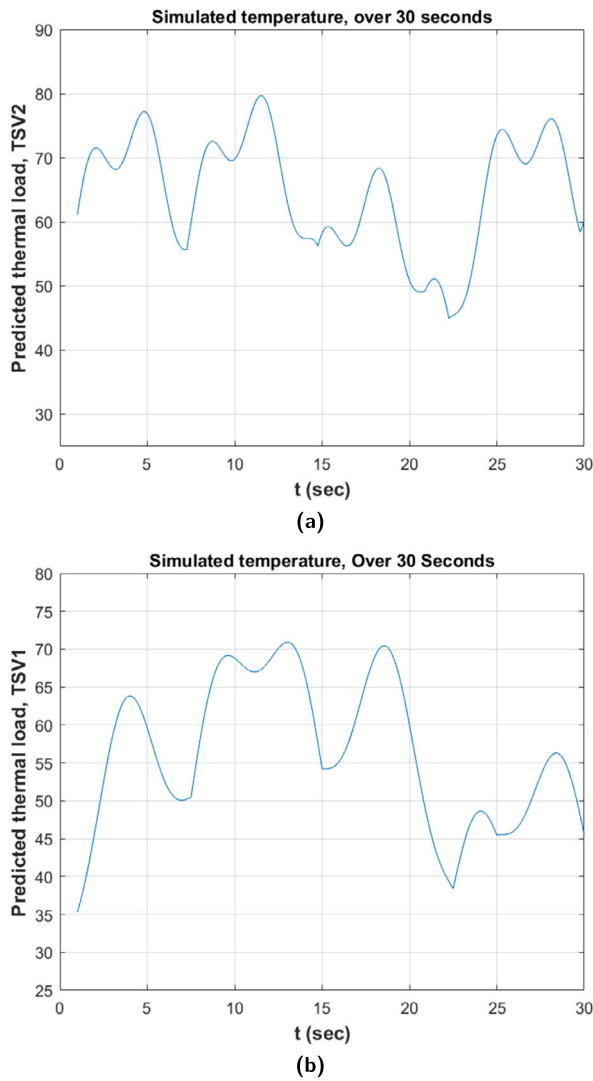 Simulated temperature, over 30 seconds
90
80
70
60
50
40
30
Predicted thermal load, TSV2
0 5 10 15 20 25 30
t (sec)
(a)
Simulated temperature, Over 30 Seconds
80
75
70
65
60
55
50
45
40
35
30
25
Predicted thermal load, TSV1
0 5 10 15 20 25 30
t (sec)
(b)